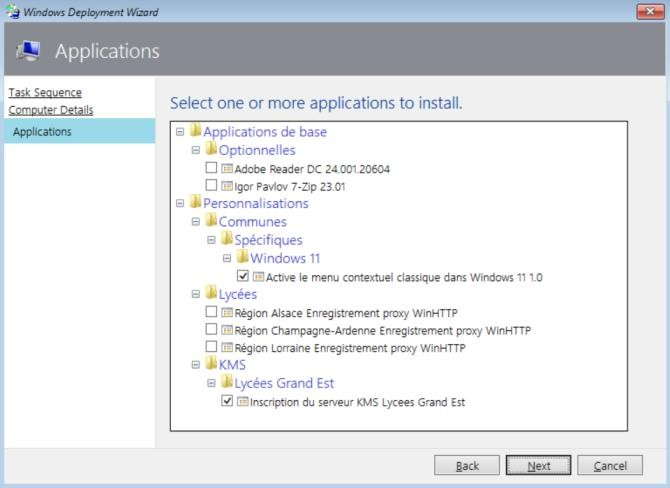 Windows Deployment Wizard
Applications
Task Sequence
Computer Details
Applications
Select one or more applications to install.
Applications de base
Optionnelles
Adobe Reader DC 24.001.20604
Igor Pavlov 7-Zip 23.01
Personnalisations
Communes
Spécifiques
Windows 11
Active le menu contextuel classique dans Windows 11 1.0
Lycées
Région Alsace Enregistrement proxy WinHTTP
Région Champagne-Ardenne Enregistrement proxy WinHTTP
Région Lorraine Enregistrement proxy WinHTTP
KMS
Lycées Grand Est
Inscription du serveur KMS Lycees Grand Est
Back
Next
Cancel